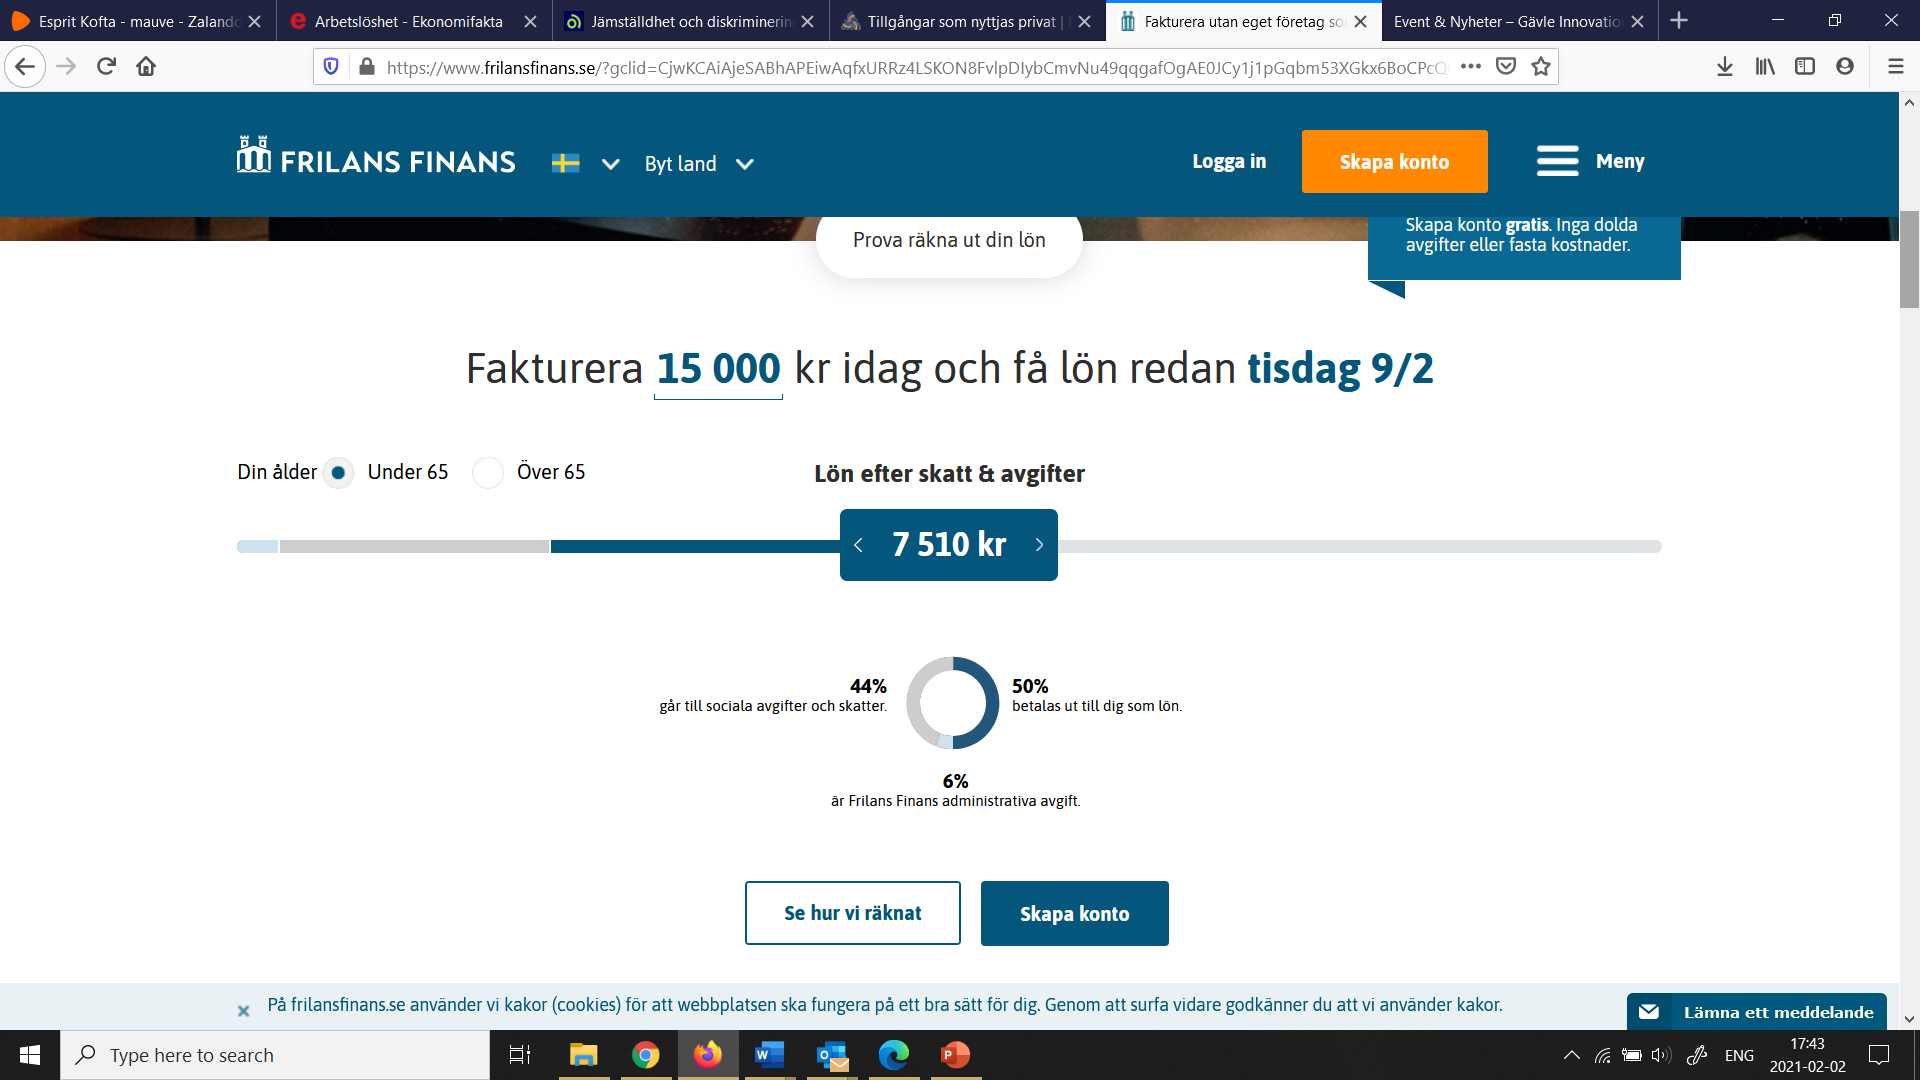 Esprit Kofta - mauve - Zaland
Arbetslöshet - Ekonomifakta
Jämställdhet och diskriminerin
Tillgångar som nyttjas privat |
Fakturera utan eget företag so
Event & Nyheter – Gävle Innovatio
https://www.frilansfinans.se/?gclid=CjwKCAiAjeSABhAPEiwAqfxURRz4LSKON8FvlpDIybCmvNu49qqgafOgAE0JCy1j1pGqbm53XGkx6BoCPcQ
FRILANS FINANS
Byt land
Logga in
Skapa konto
Meny
Prova räkna ut din lön
Skapa konto gratis. Inga dolda
avgifter eller fasta kostnader.
Fakturera 15 000 kr idag och få lön redan tisdag 9/2
Din ålder Under 65 Över 65
Lön efter skatt & avgifter
7 510 kr
44%
går till sociala avgifter och skatter.
50%
betalas ut till dig som lön.
6%
är Frilans Finans administrativa avgift.
Se hur vi räknat
Skapa konto
På frilansfinans.se använder vi kakor (cookies) för att webbplatsen ska fungera på ett bra sätt för dig. Genom att surfa vidare godkänner du att vi använder kakor.
Lämna ett meddelande
Type here to search
ENG
17:43
2021-02-02